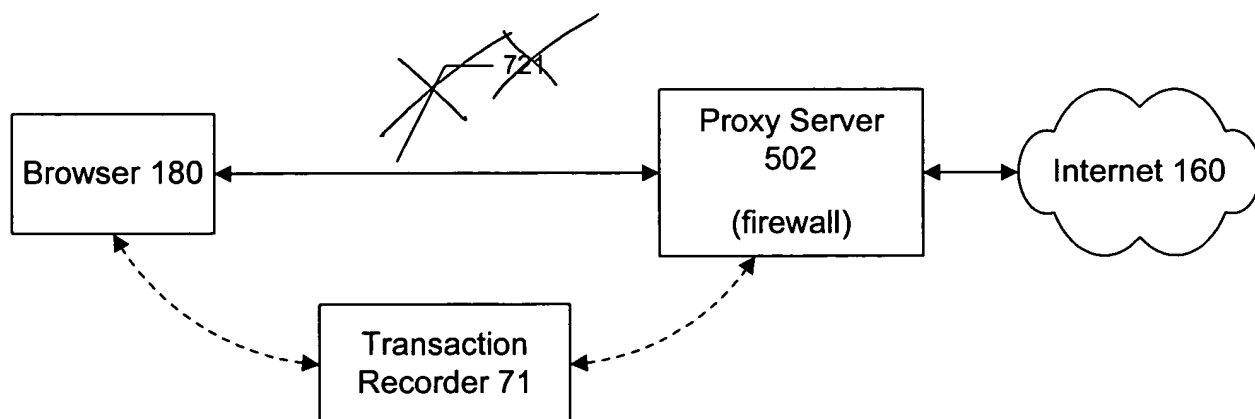 721
Browser 180
Proxy Server
502
(firewall)
Internet 160
Transaction
Recorder 71